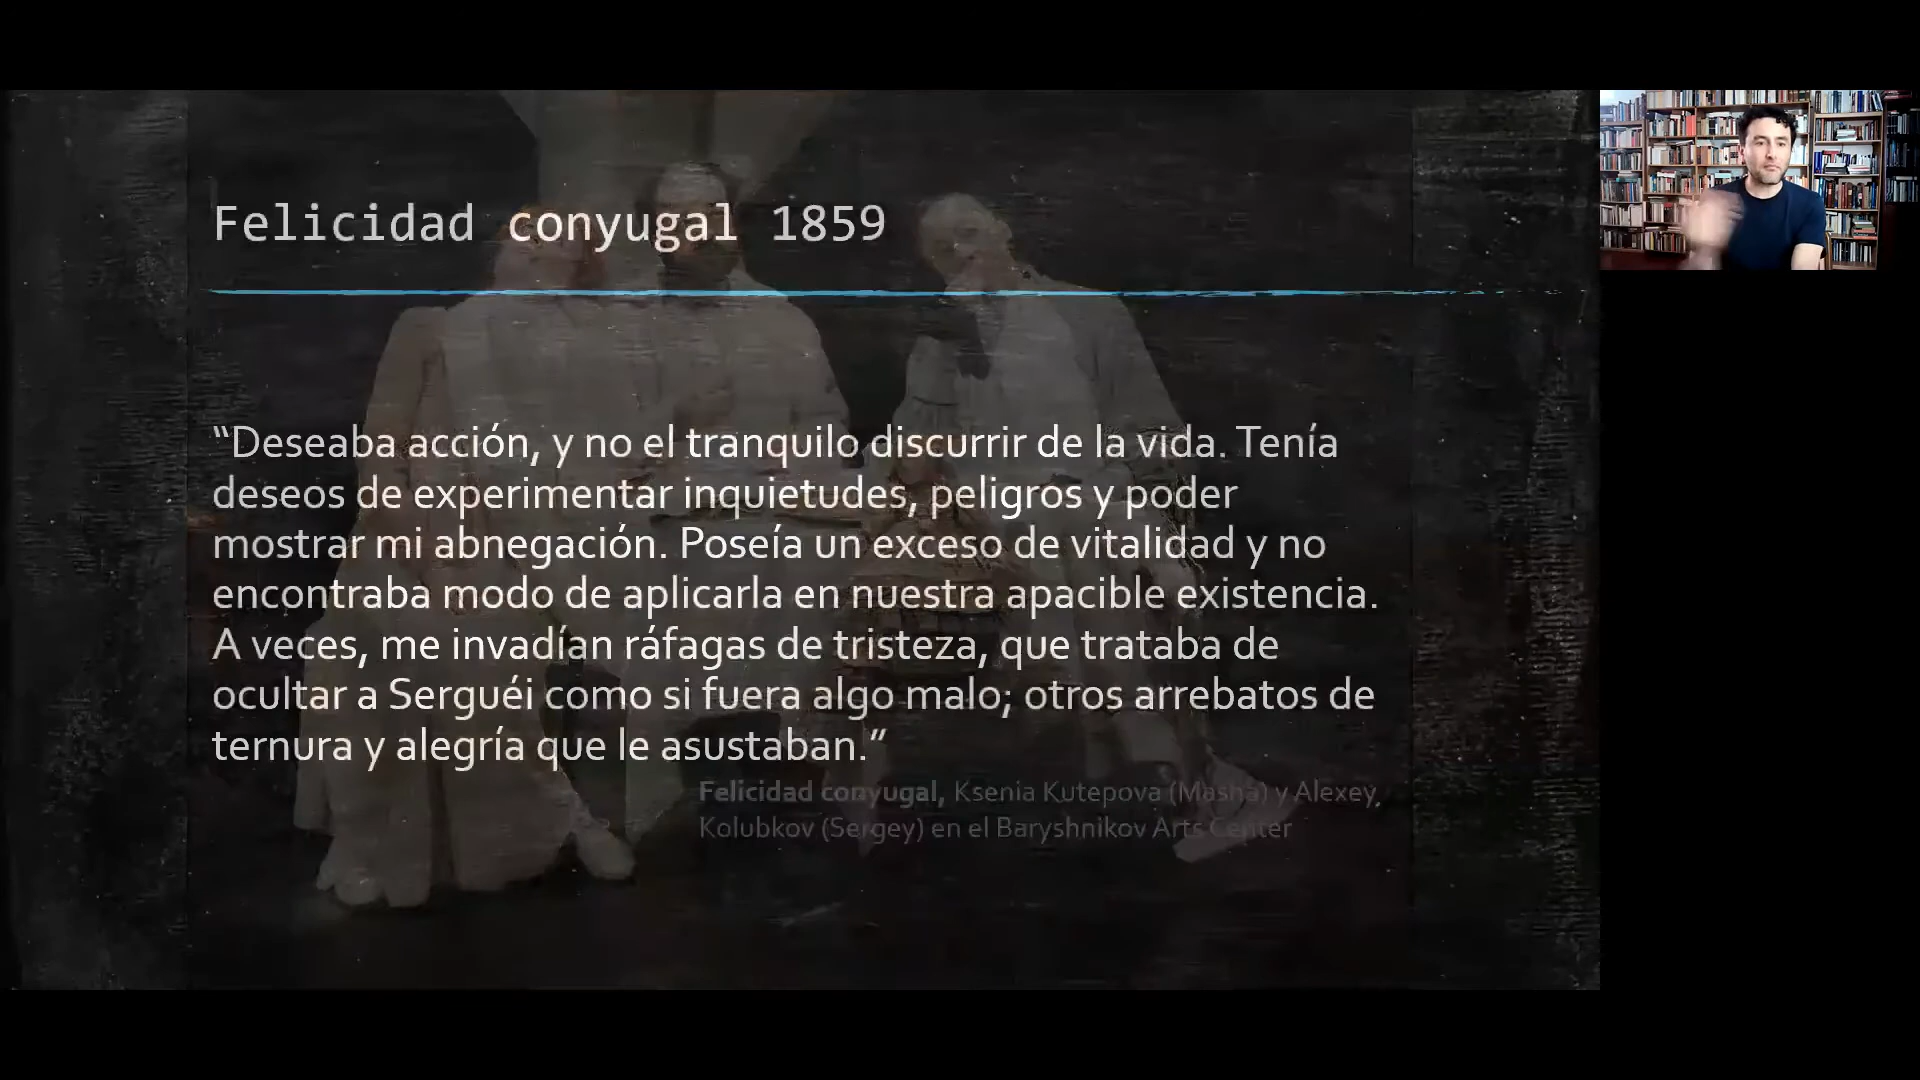 Felicidad conyugal 1859
“Deseaba acción, y no el tranquilo discurrir de la vida. Tenía
deseos de experimentar inquietudes, peligros y poder
mostrar mi abnegación. Poseía un exceso de vitalidad y no
encontraba modo de aplicarla en nuestra apacible existencia.
A veces, me invadían ráfagas de tristeza, que trataba de
ocultar a Serguéi como si fuera algo malo; otros arrebatos de
ternura y alegría que le asustaban.”
Felicidad conyugal, Ksenia Kutepova (Masha) y Alexey,
Kolubkov (Sergey) en el Baryshnikov Arts Center